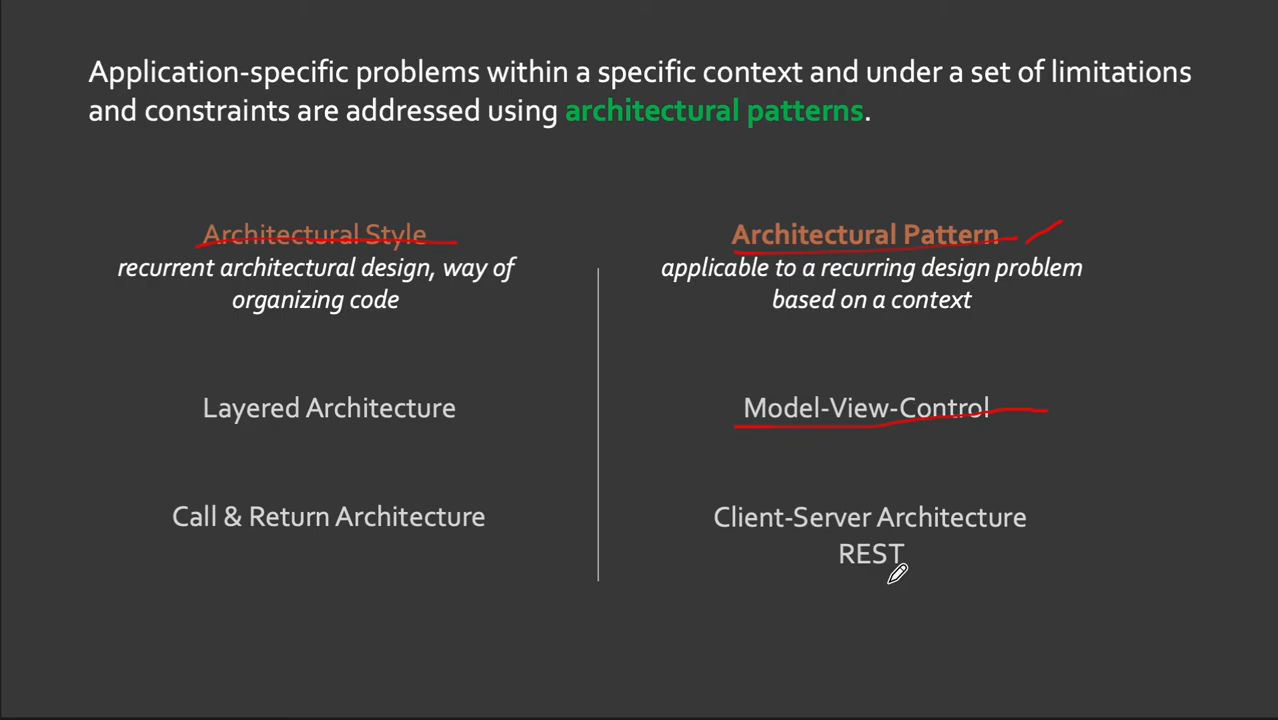 Application-specific problems within a specific context and under a set of limitations
and constraints are addressed using architectural patterns.
Architectural Style
recurrent architectural design, way of
organizing code
Layered Architecture
Call & Return Architecture
Architectural Pattern
applicable to a recurring design problem
based on a context
Model-View-Control
Client-Server Architecture
REST